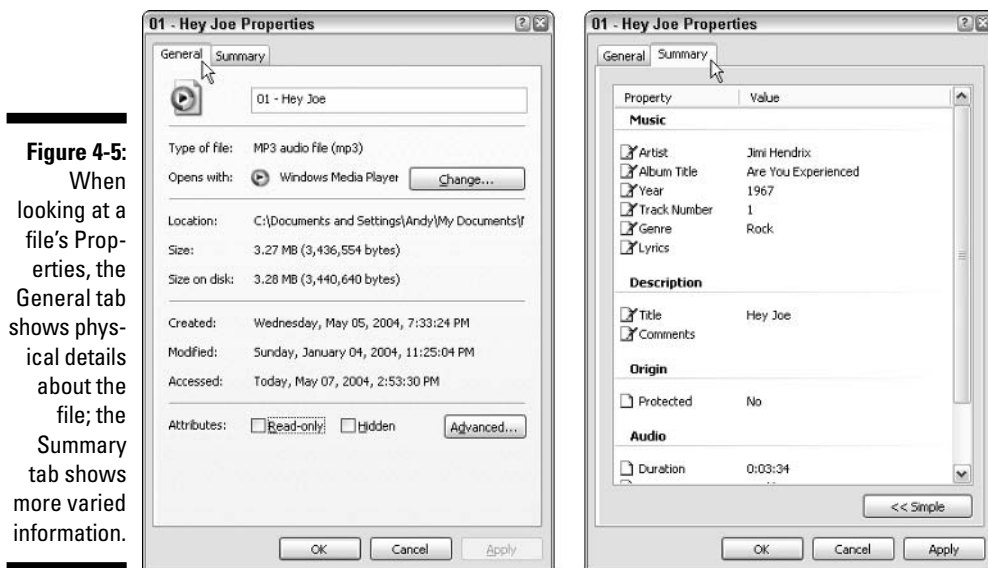 Figure 4-5:
When
looking at a
file's Prop-
erties, the
General tab
shows phys-
ical details
about the
file; the
Summary
tab shows
more varied
information.
01 - Hey Joe Properties
General Summary
01 - Hey Joe
Type of file: MP3 audio file (mp3)
Opens with: Windows Media Player Change...
Location: C:\Documents and Settings\Andy\My Documents\
Size: 3.27 MB (3,436,554 bytes)
Size on disk: 3.28 MB (3,440,640 bytes)
Created: Wednesday, May 05, 2004, 7:33:24 PM
Modified: Sunday, January 04, 2004, 11:25:04 PM
Accessed: Today, May 07, 2004, 2:53:30 PM
Attributes: Read-only Hidden Advanced...
OK Cancel Apply
01 - Hey Joe Properties
General Summary
Property Value
Music
Artist Jimi Hendrix
Album Title Are You Experienced
Year 1967
Track Number 1
Genre Rock
Lyrics
Description
Title Hey Joe
Comments
Origin
Protected No
Audio
Duration 0:03:34
<< Simple
OK Cancel Apply